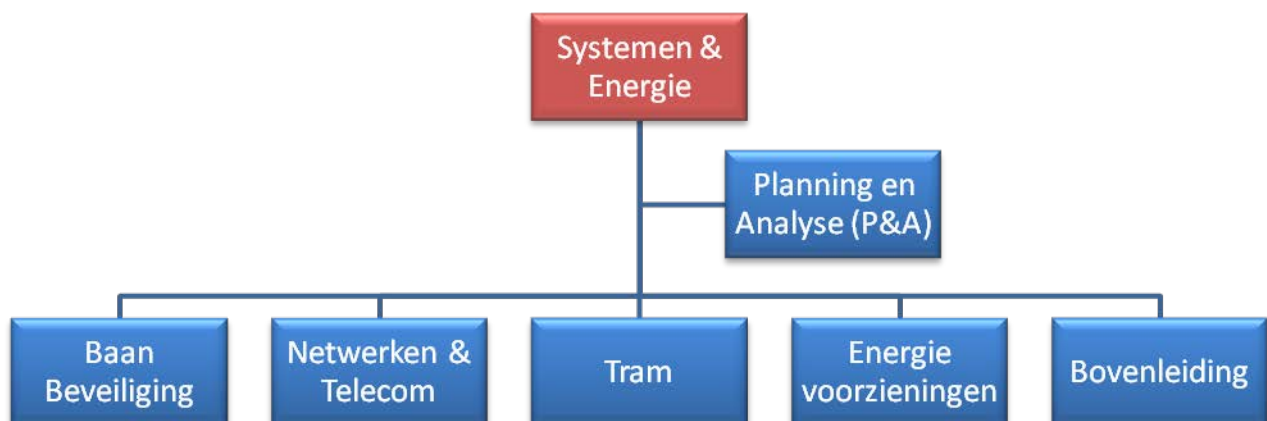 Systemen &
Energie
Planning en
Analyse (P&A)
Baan
Beveiliging
Netwerken &
Telecom
Tram
Energie
voorzieningen
Bovenleiding